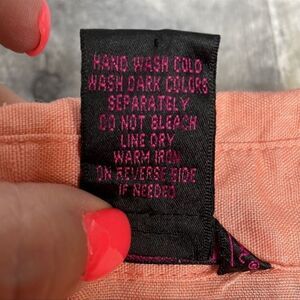 HAND WASH COLD
WASH DARK COLORS
SEPARATELY
DO NOT BLEACH
LINE DRY
WARM IRON
ON REVERSE SIDE
IF NEEDED